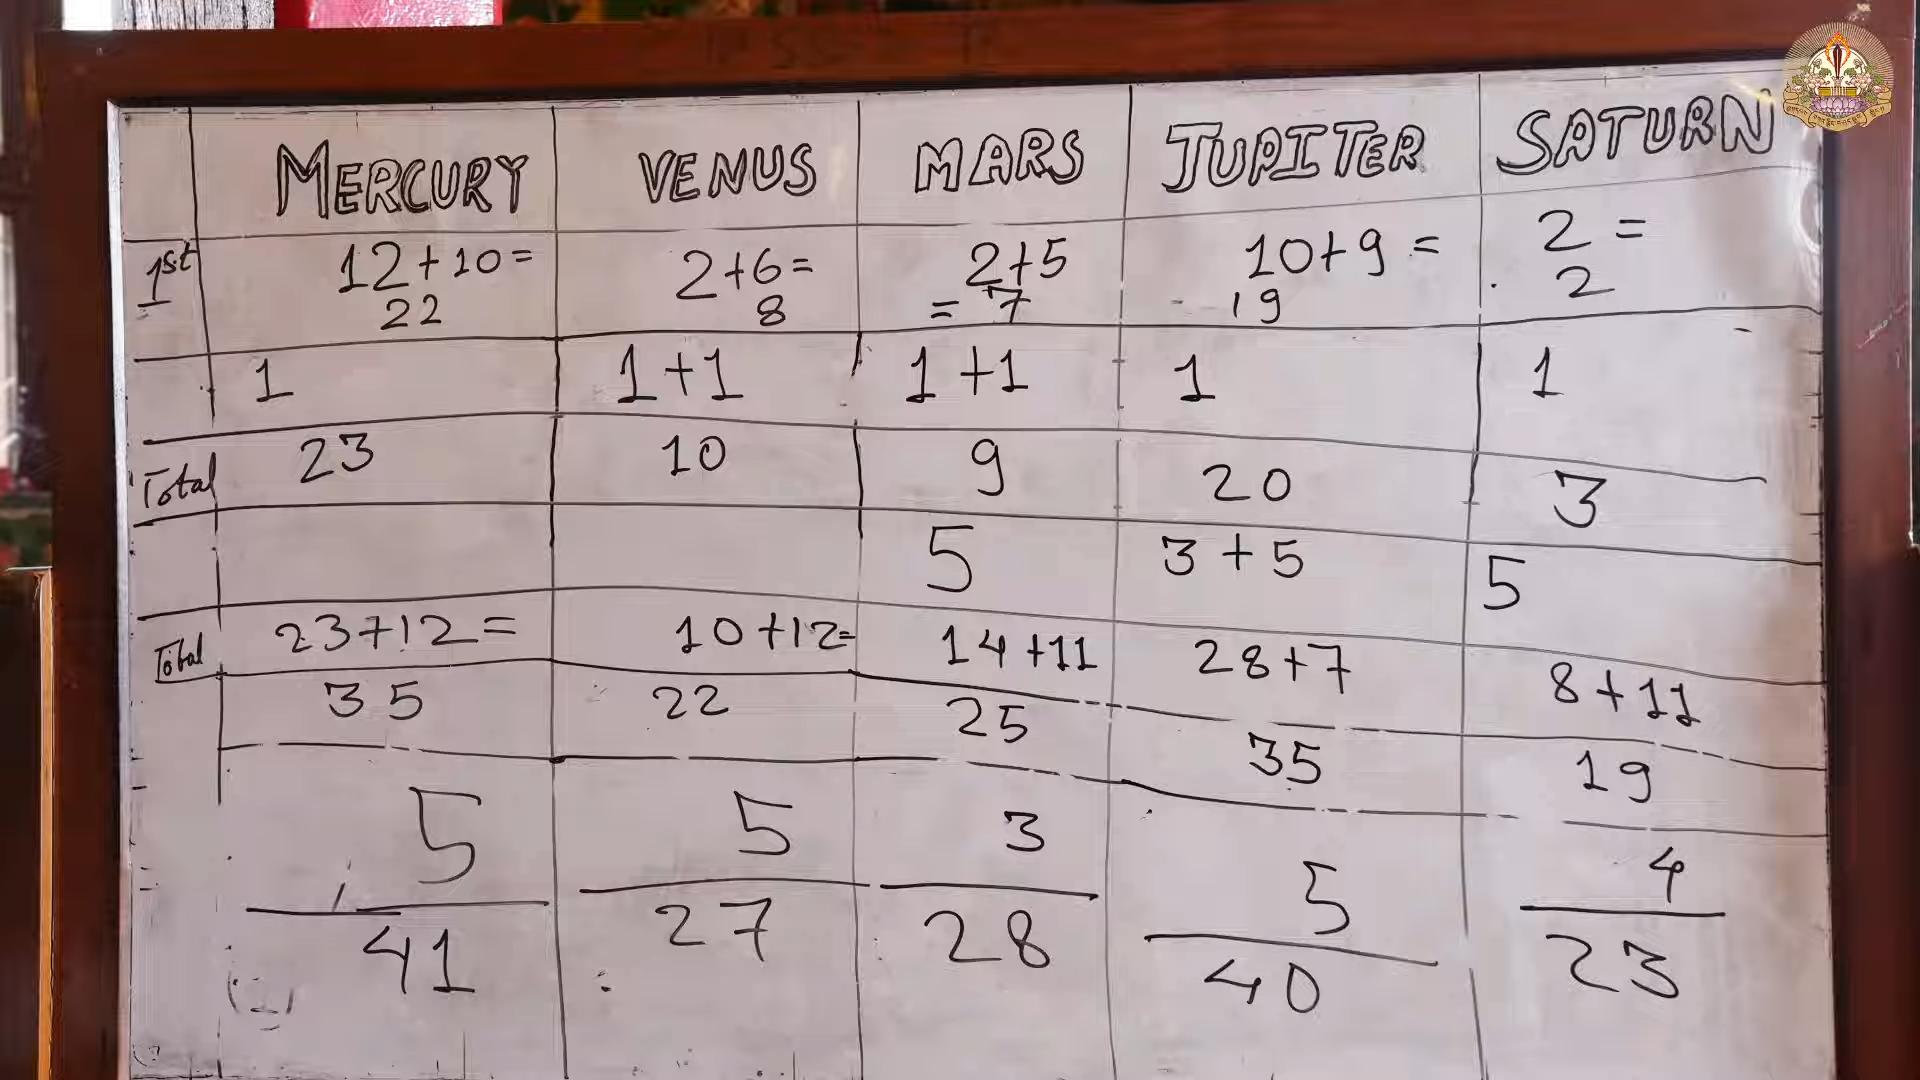 MERCURY VENUS MARS JUPITER SATURN
1st 12+10= 2+6= 2+5 10+9= 2=
22 8 =7 19 2
1 1+1 1+1 1 1
Total 23 10 9 20 3
5 3+5 5
Total 23+12= 10+12= 14+11 28+7 8+11
35 22 25 35 19
5 5 3 5 4
41 27 28 40 23